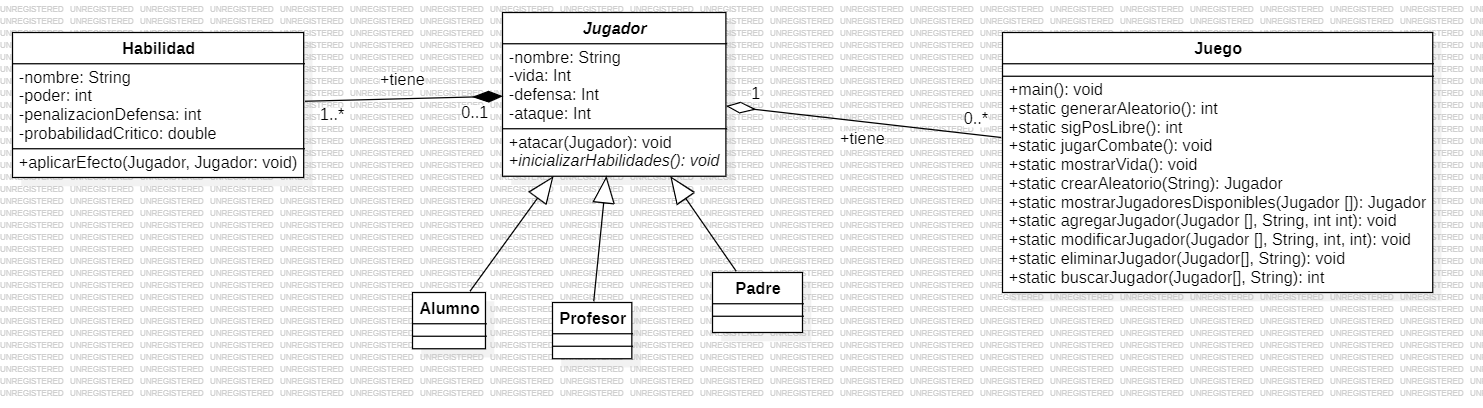 Habilidad
-nombre: String
-poder: int
-penalizacionDefensa: int
-probabilidadCritico: double
+aplicarEfecto(Jugador, Jugador: void)
+tiene
1..*
0..1
Jugador
-nombre: String
-vida: Int
-defensa: Int
-ataque: Int
+atacar(Jugador): void
+inicializarHabilidades(): void
1
0..*
+tiene
Juego
+main(): void
+static generarAleatorio(): int
+static sigPosLibre(): int
+static jugarCombate(): void
+static mostrarVida(): void
+static crearAleatorio(String): Jugador
+static mostrarJugadoresDisponibles(Jugador []): Jugador
+static agregarJugador(Jugador [], String, int int): void
+static modificarJugador(Jugador [], String, int, int): void
+static eliminarJugador(Jugador[], String): void
+static buscarJugador(Jugador[], String): int
Alumno
Profesor
Padre
UNREGISTERED